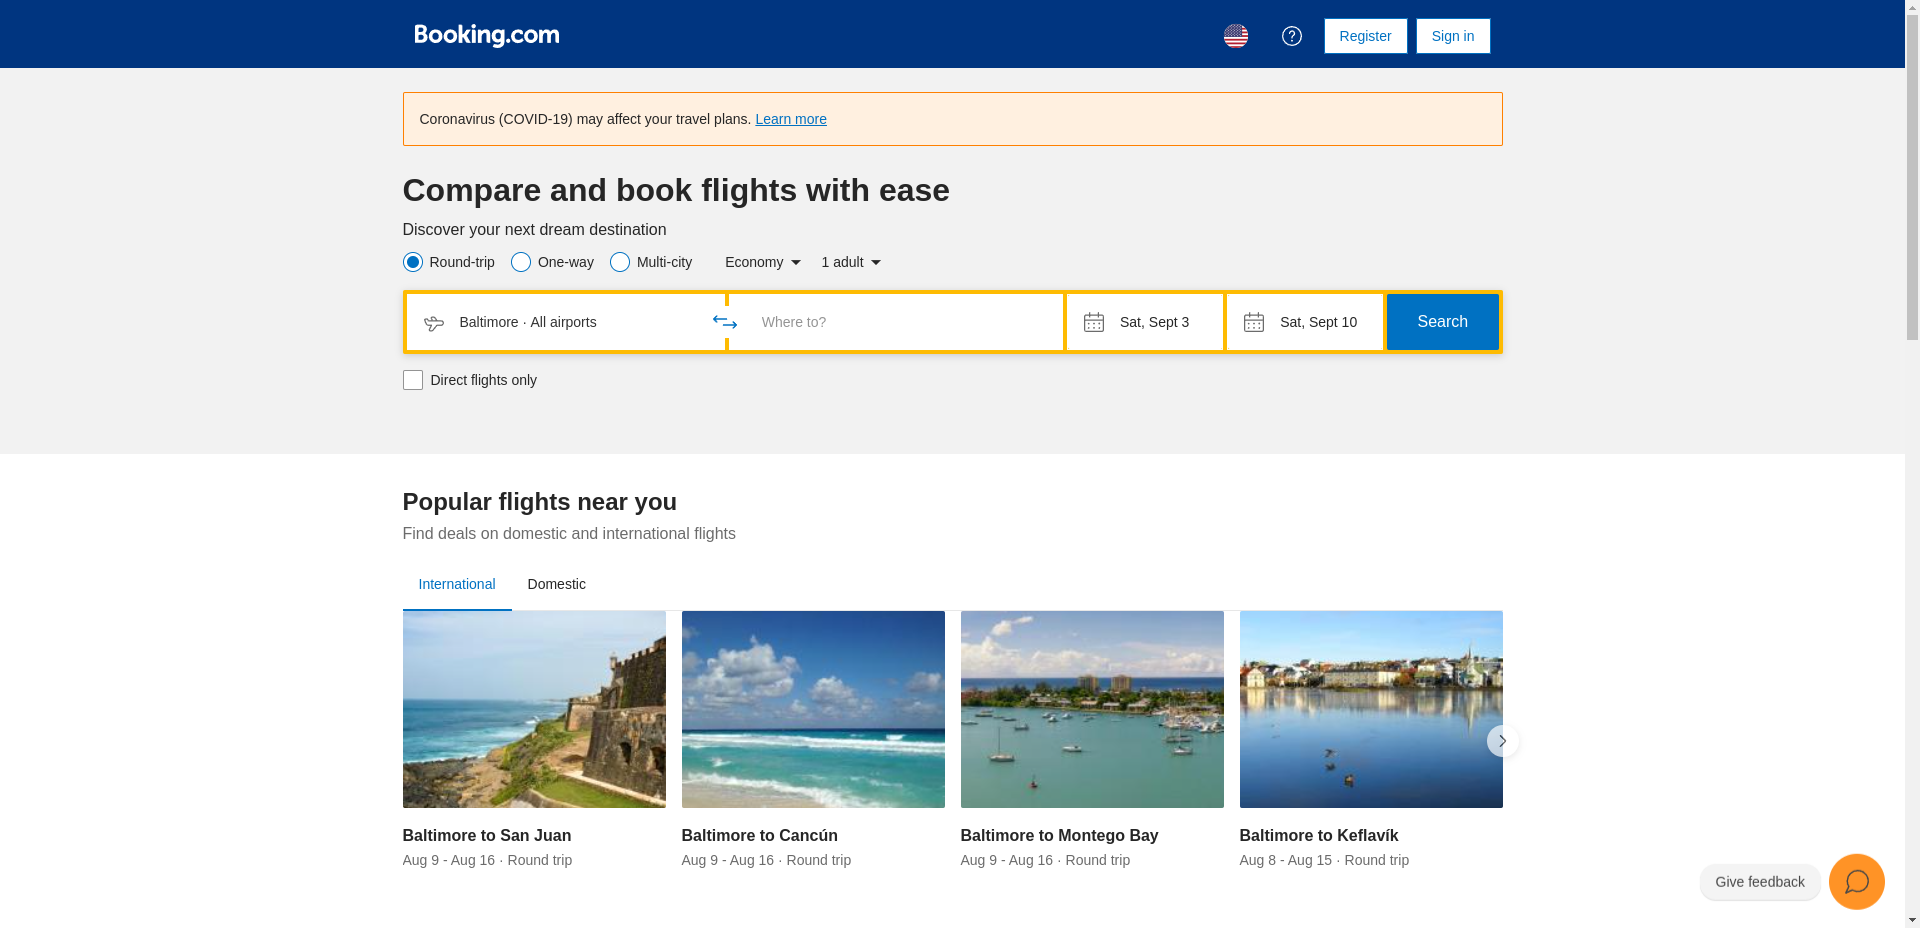 Booking.com
Register
Sign in
Coronavirus (COVID-19) may affect your travel plans. Learn more
Compare and book flights with ease
Discover your next dream destination
Round-trip One-way Multi-city Economy 1 adult
Baltimore · All airports Where to? Sat, Sept 3 Sat, Sept 10 Search
Direct flights only
Popular flights near you
Find deals on domestic and international flights
International Domestic
Baltimore to San Juan
Aug 9 - Aug 16 · Round trip
Baltimore to Cancún
Aug 9 - Aug 16 · Round trip
Baltimore to Montego Bay
Aug 9 - Aug 16 · Round trip
Baltimore to Keflavík
Aug 8 - Aug 15 · Round trip
Give feedback